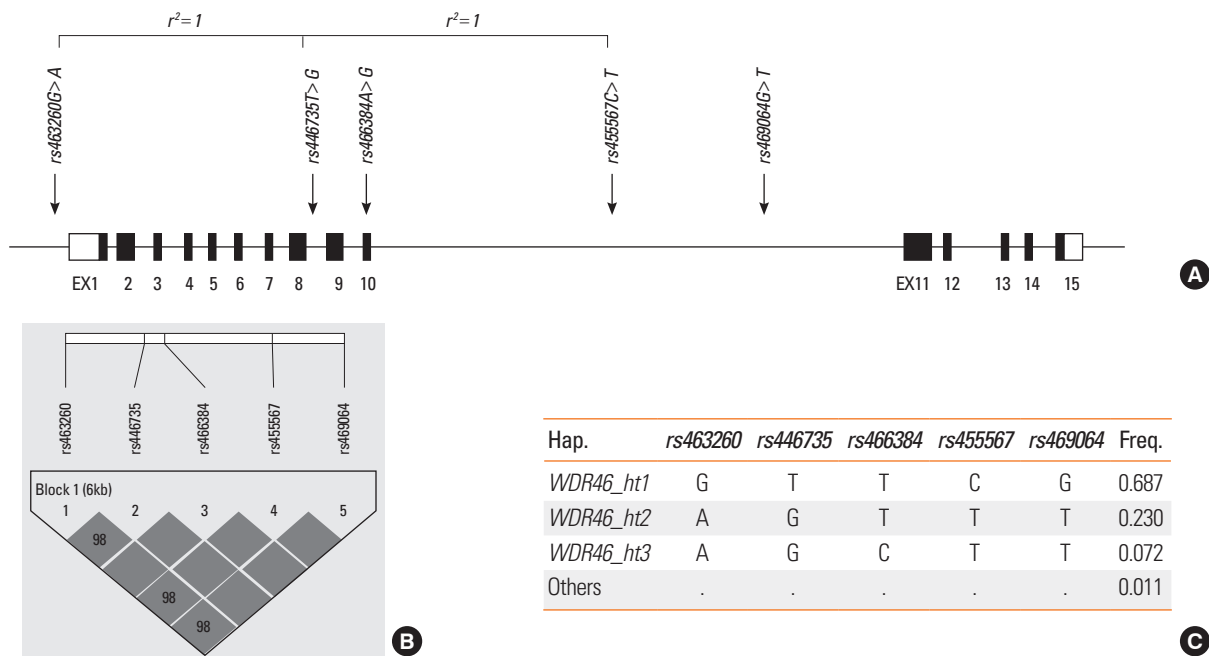 r²= 1 r²= 1
rs463260G> A
rs446735T> G
rs466384A> G
rs455567C> T
rs469064G> T
EX1 2 3 4 5 6 7 8 9 10 EX11 12 13 14 15
A
rs463260
rs446735
rs466384
rs455567
rs469064
Block 1 (6kb)
1 2 3 4 5
98
98
98
B
Hap. rs463260 rs446735 rs466384 rs455567 rs469064 Freq.
WDR46_ht1 G T T C G 0.687
WDR46_ht2 A G T T T 0.230
WDR46_ht3 A G C T T 0.072
Others . . . . . 0.011
C